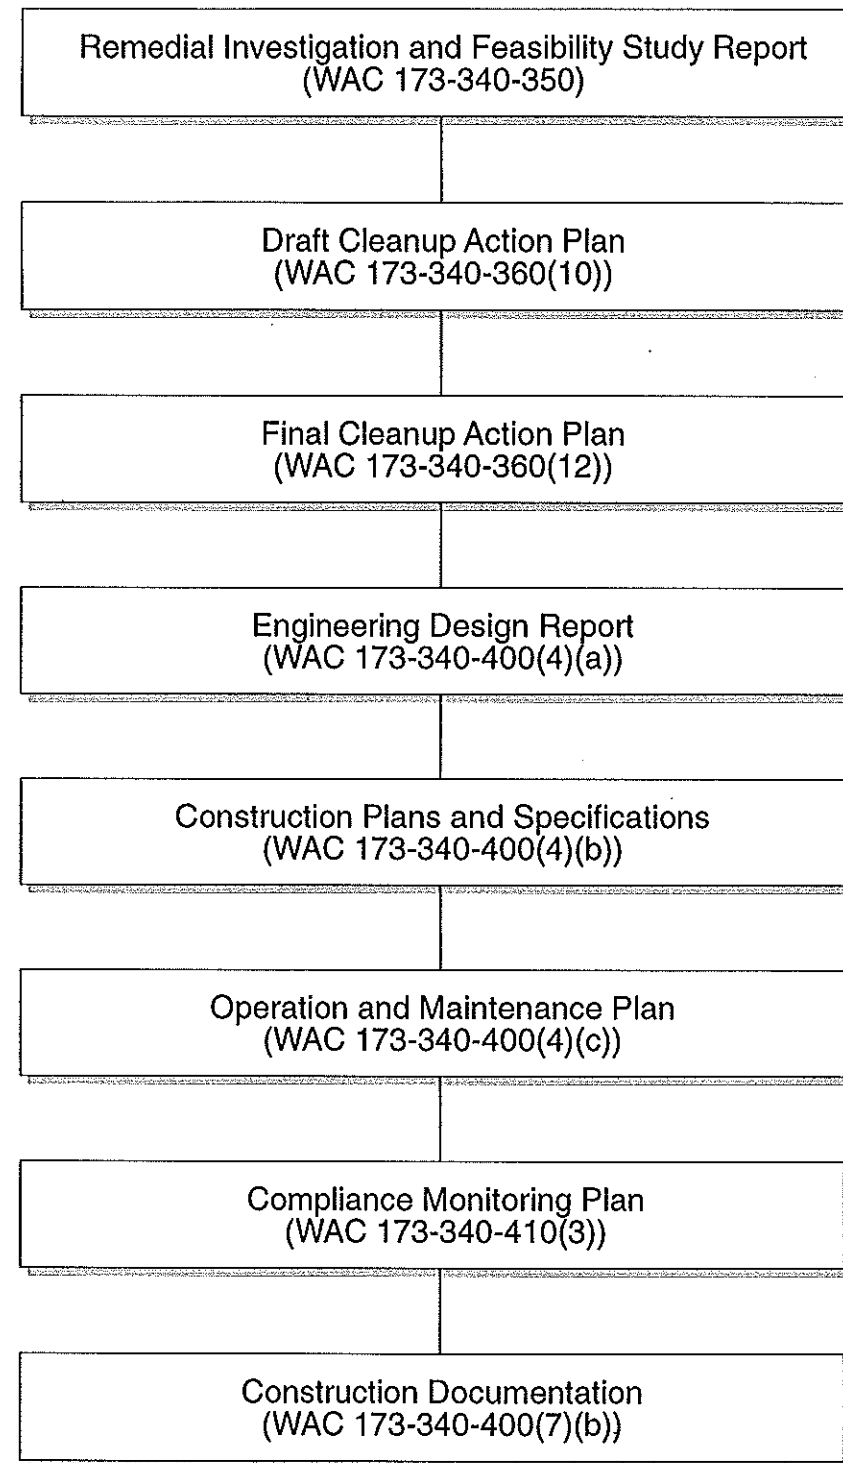 Remedial Investigation and Feasibility Study Report
(WAC 173-340-350)
Draft Cleanup Action Plan
(WAC 173-340-360(10))
Final Cleanup Action Plan
(WAC 173-340-360(12))
Engineering Design Report
(WAC 173-340-400(4)(a))
Construction Plans and Specifications
(WAC 173-340-400(4)(b))
Operation and Maintenance Plan
(WAC 173-340-400(4)(c))
Compliance Monitoring Plan
(WAC 173-340-410(3))
Construction Documentation
(WAC 173-340-400(7)(b))